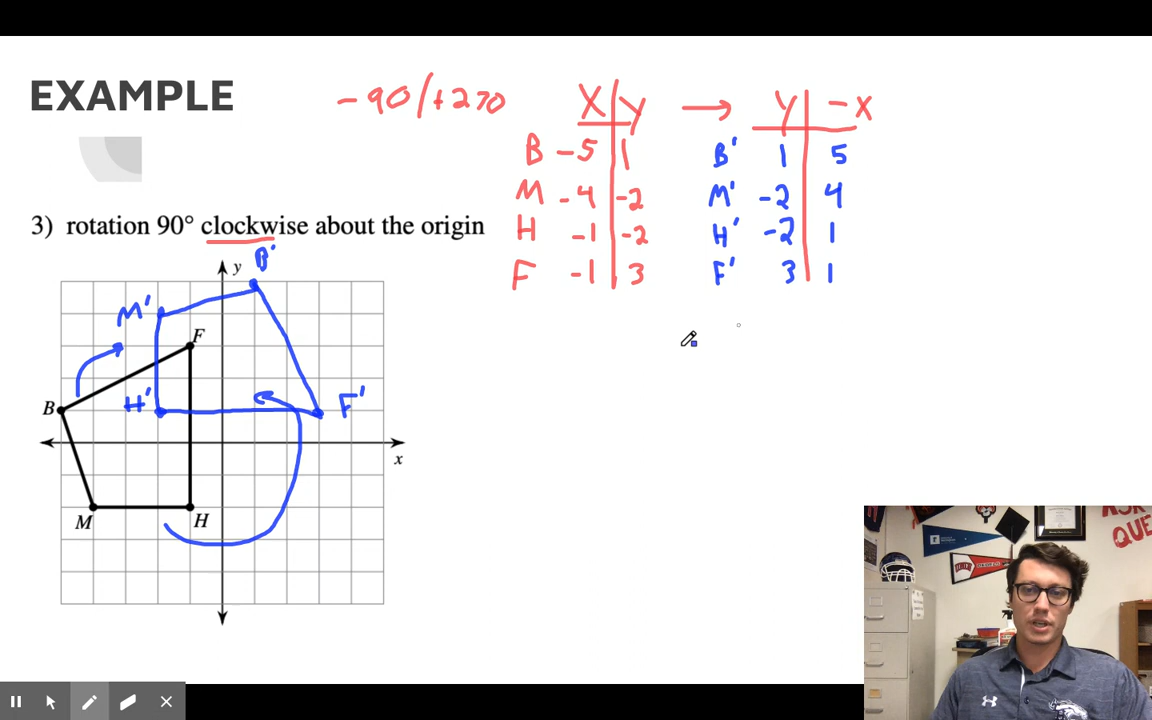 EXAMPLE
-90/+270
X | Y → Y | -X
B -5 | 1 B' 1 | 5
M -4 | -2 M' -2 | 4
H -1 | -2 H' -2 | 1
F -1 | 3 F' 3 | 1
3) rotation 90° clockwise about the origin
B'
y
M'
F
B
H'
F'
x
M
H
QUE